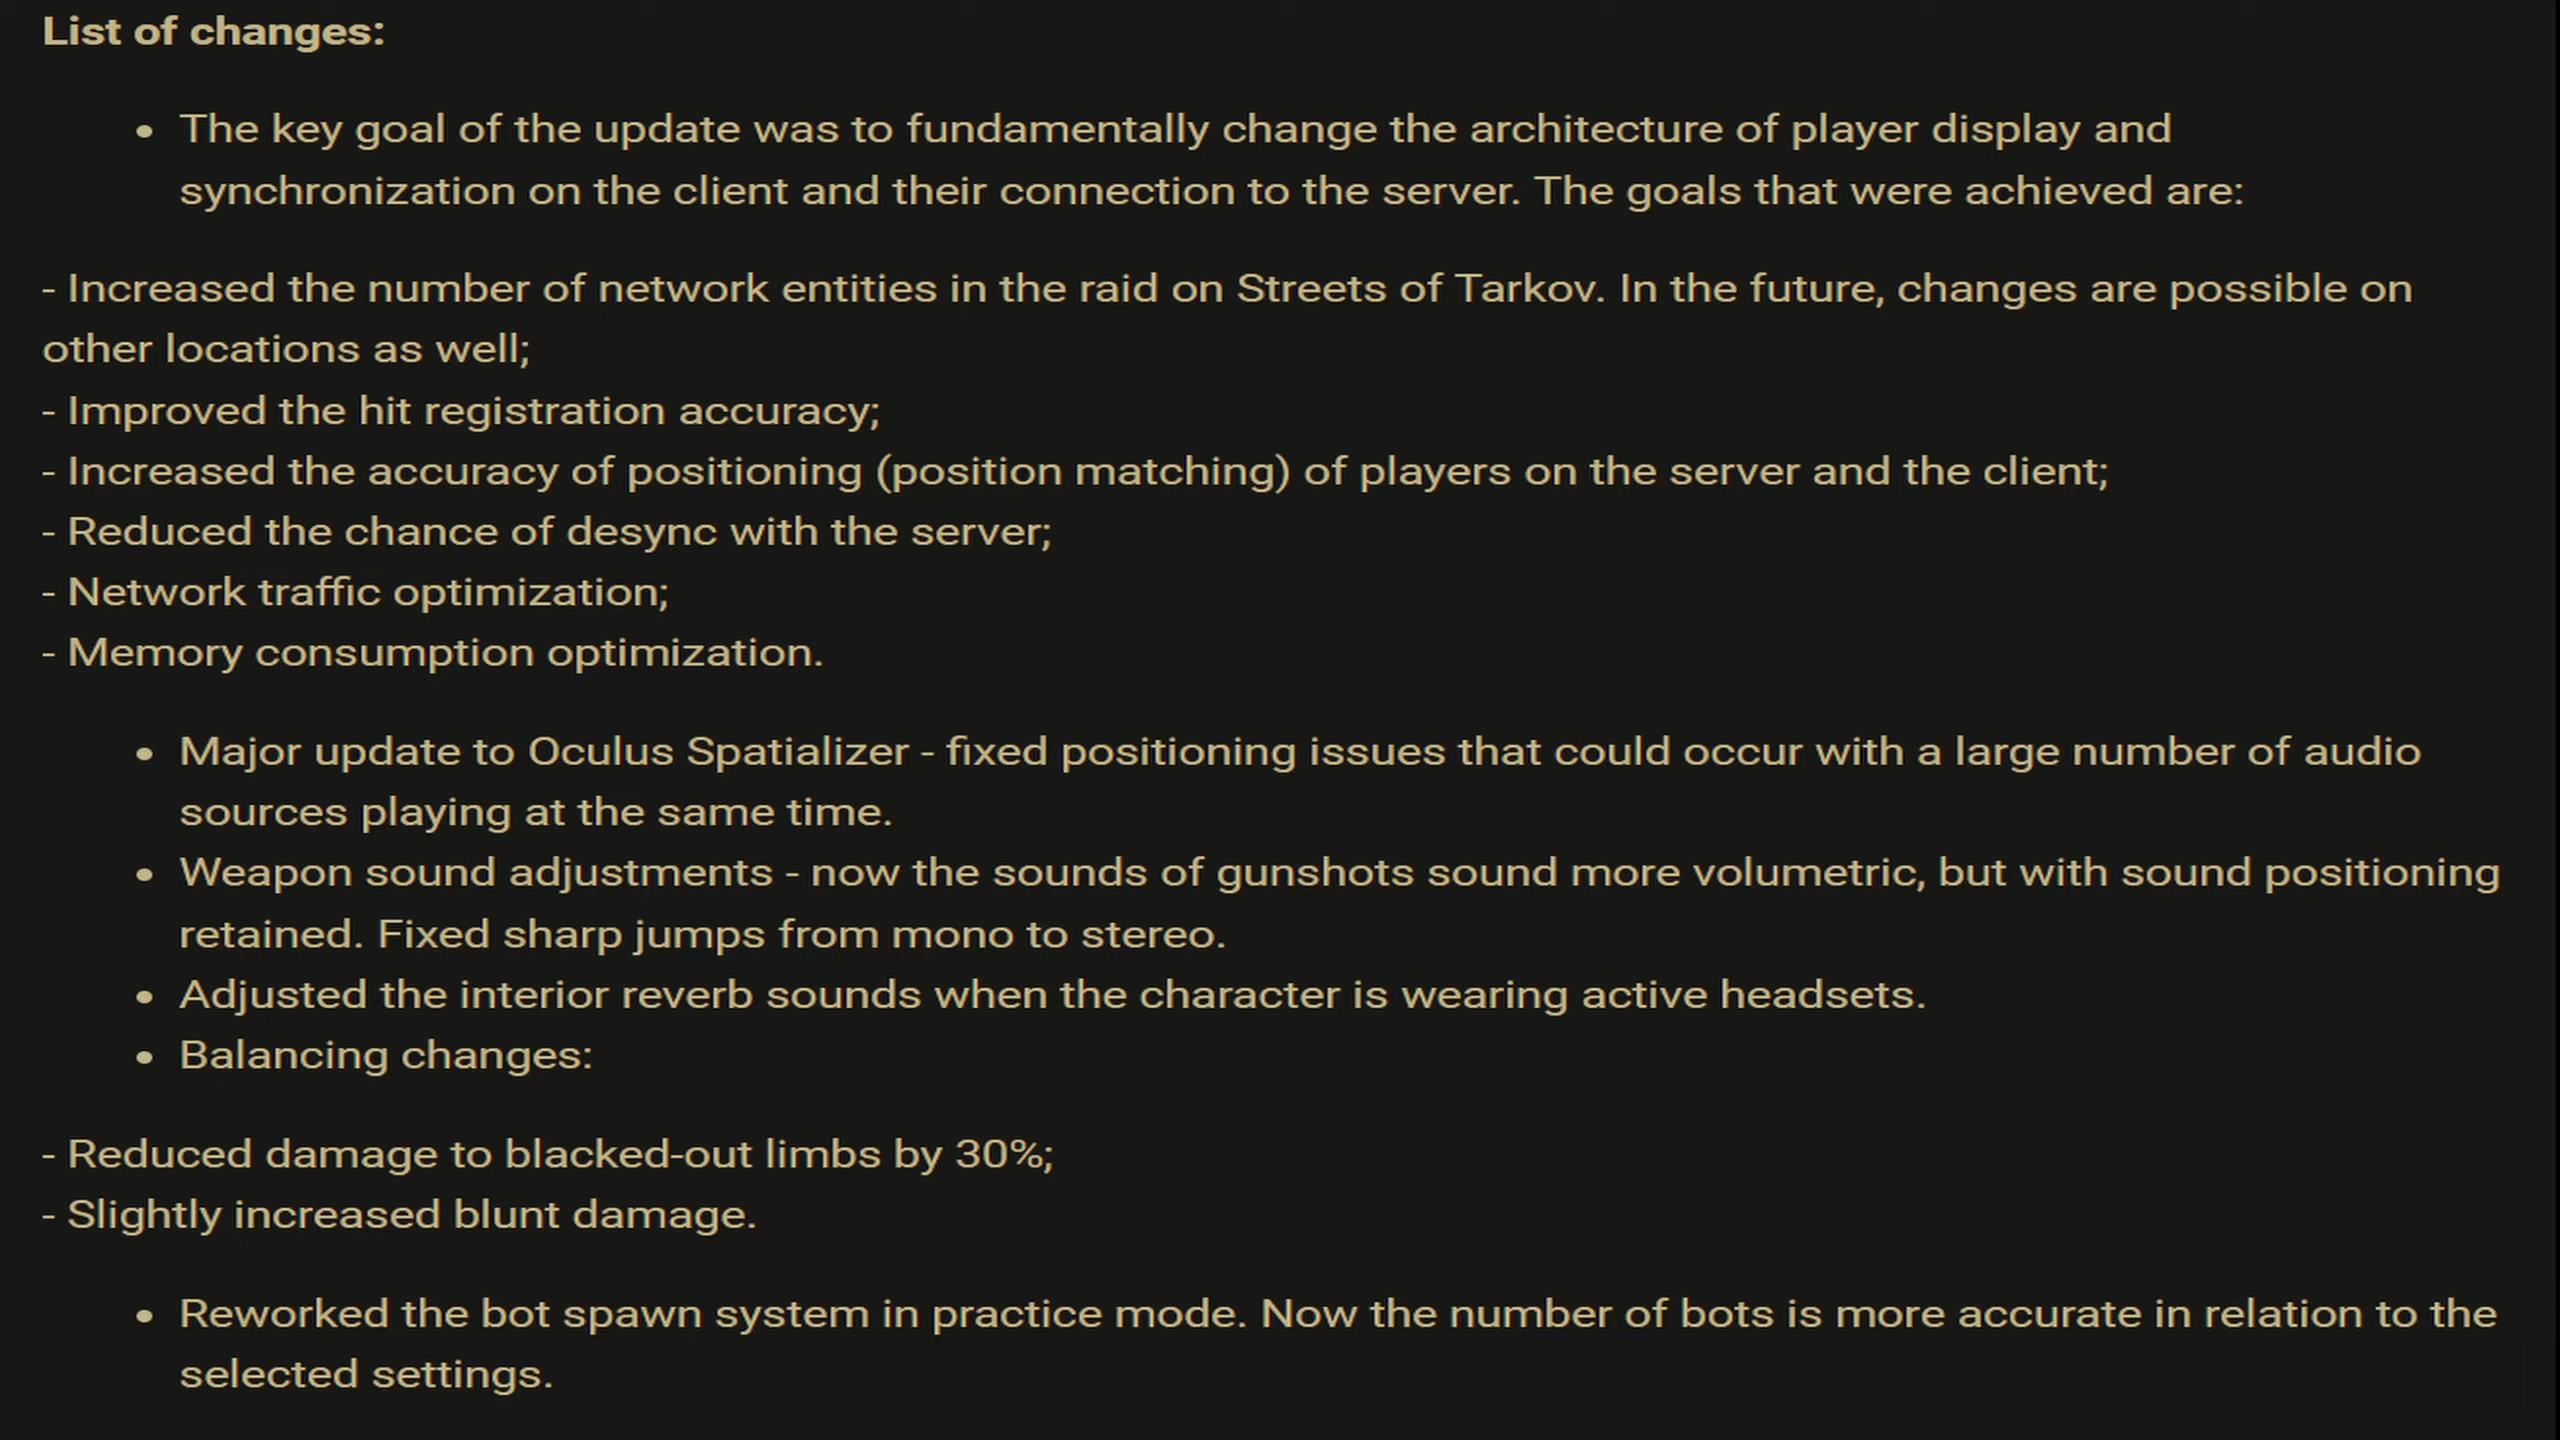 List of changes:
• The key goal of the update was to fundamentally change the architecture of player display and
synchronization on the client and their connection to the server. The goals that were achieved are:
- Increased the number of network entities in the raid on Streets of Tarkov. In the future, changes are possible on
other locations as well;
- Improved the hit registration accuracy;
- Increased the accuracy of positioning (position matching) of players on the server and the client;
- Reduced the chance of desync with the server;
- Network traffic optimization;
- Memory consumption optimization.
• Major update to Oculus Spatializer - fixed positioning issues that could occur with a large number of audio
sources playing at the same time.
• Weapon sound adjustments - now the sounds of gunshots sound more volumetric, but with sound positioning
retained. Fixed sharp jumps from mono to stereo.
• Adjusted the interior reverb sounds when the character is wearing active headsets.
• Balancing changes:
- Reduced damage to blacked-out limbs by 30%;
- Slightly increased blunt damage.
• Reworked the bot spawn system in practice mode. Now the number of bots is more accurate in relation to the
selected settings.